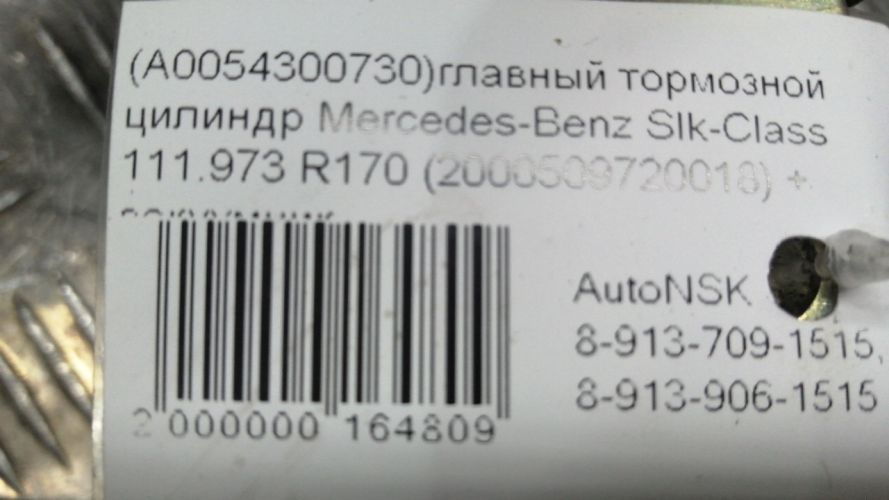 (A0054300730)главный тормозной
цилиндр Mercedes-Benz Slk-Class
111.973 R170 (2000509720018) +
2 000000 164809
AutoNSK
8-913-709-1515,
8-913-906-1515